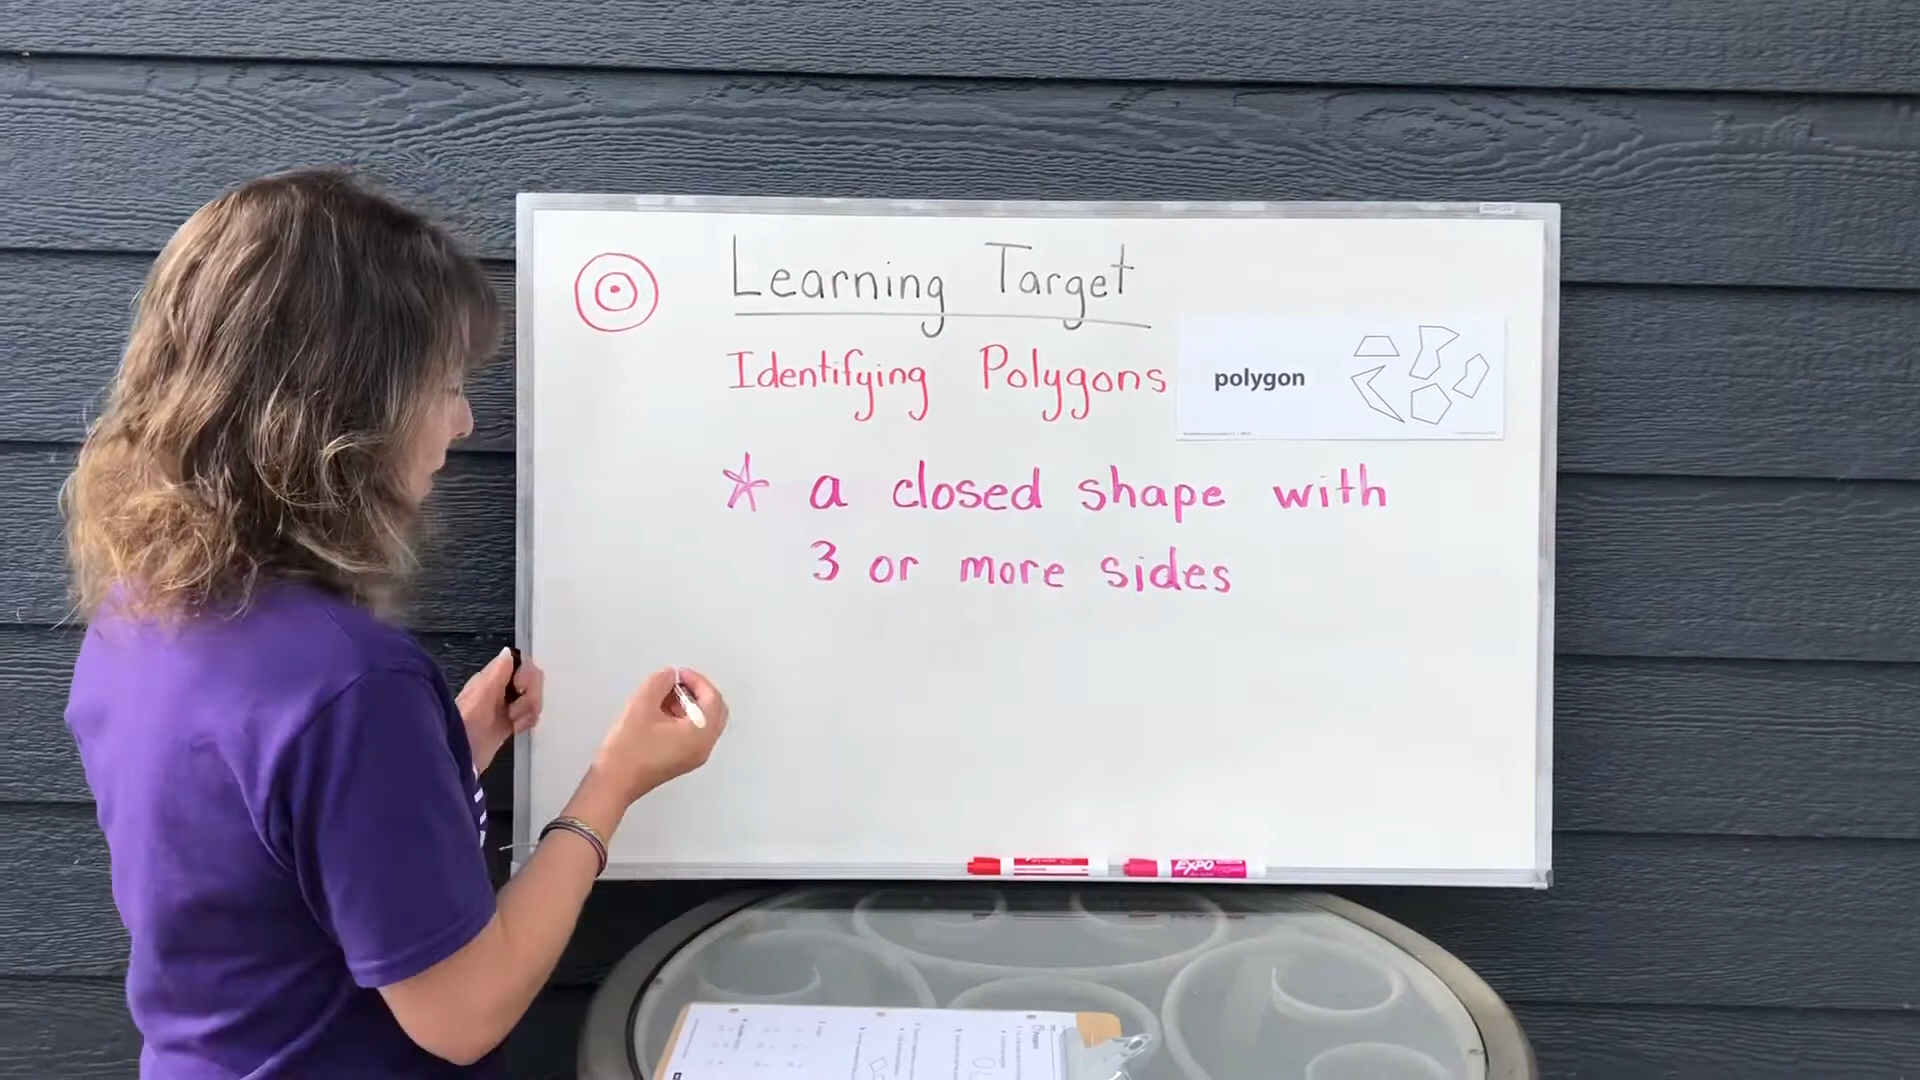 Learning Target
Identifying Polygons
polygon
* a closed shape with
3 or more sides
EXPO